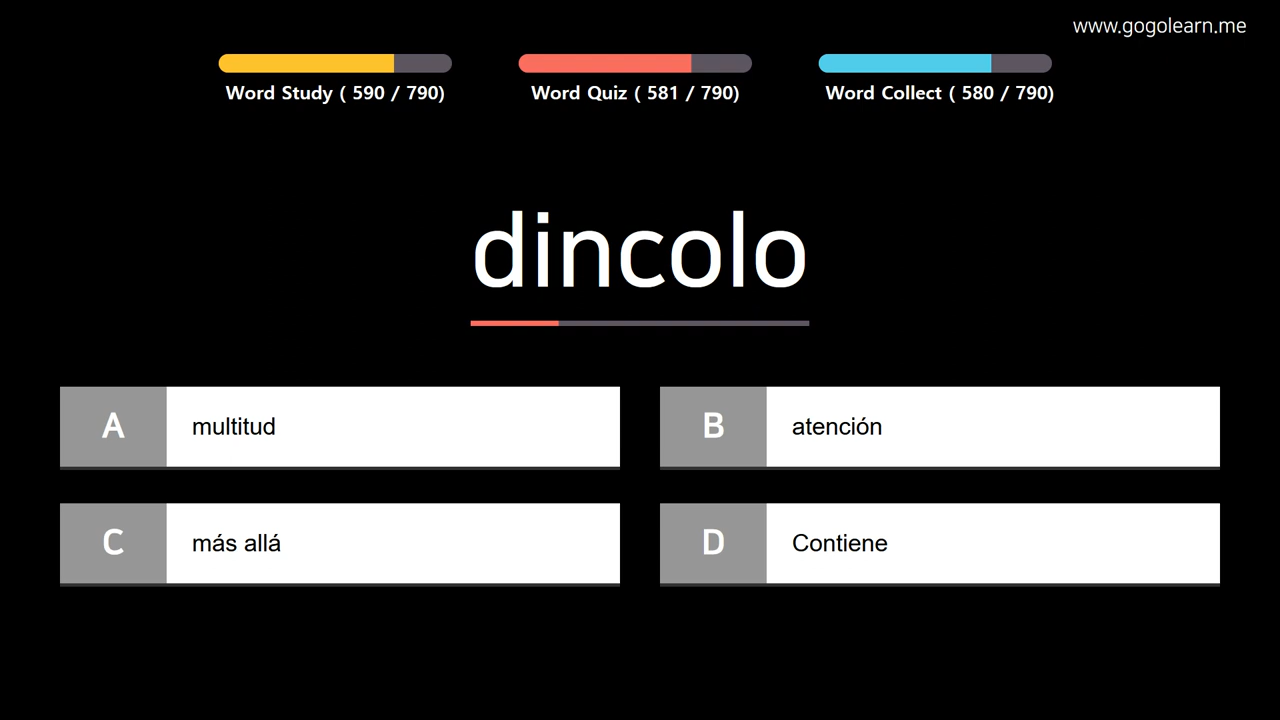 www.gogolearn.me
Word Study ( 590 / 790)
Word Quiz ( 581 / 790)
Word Collect ( 580 / 790)
dincolo
A multitud
B atención
C más allá
D Contiene